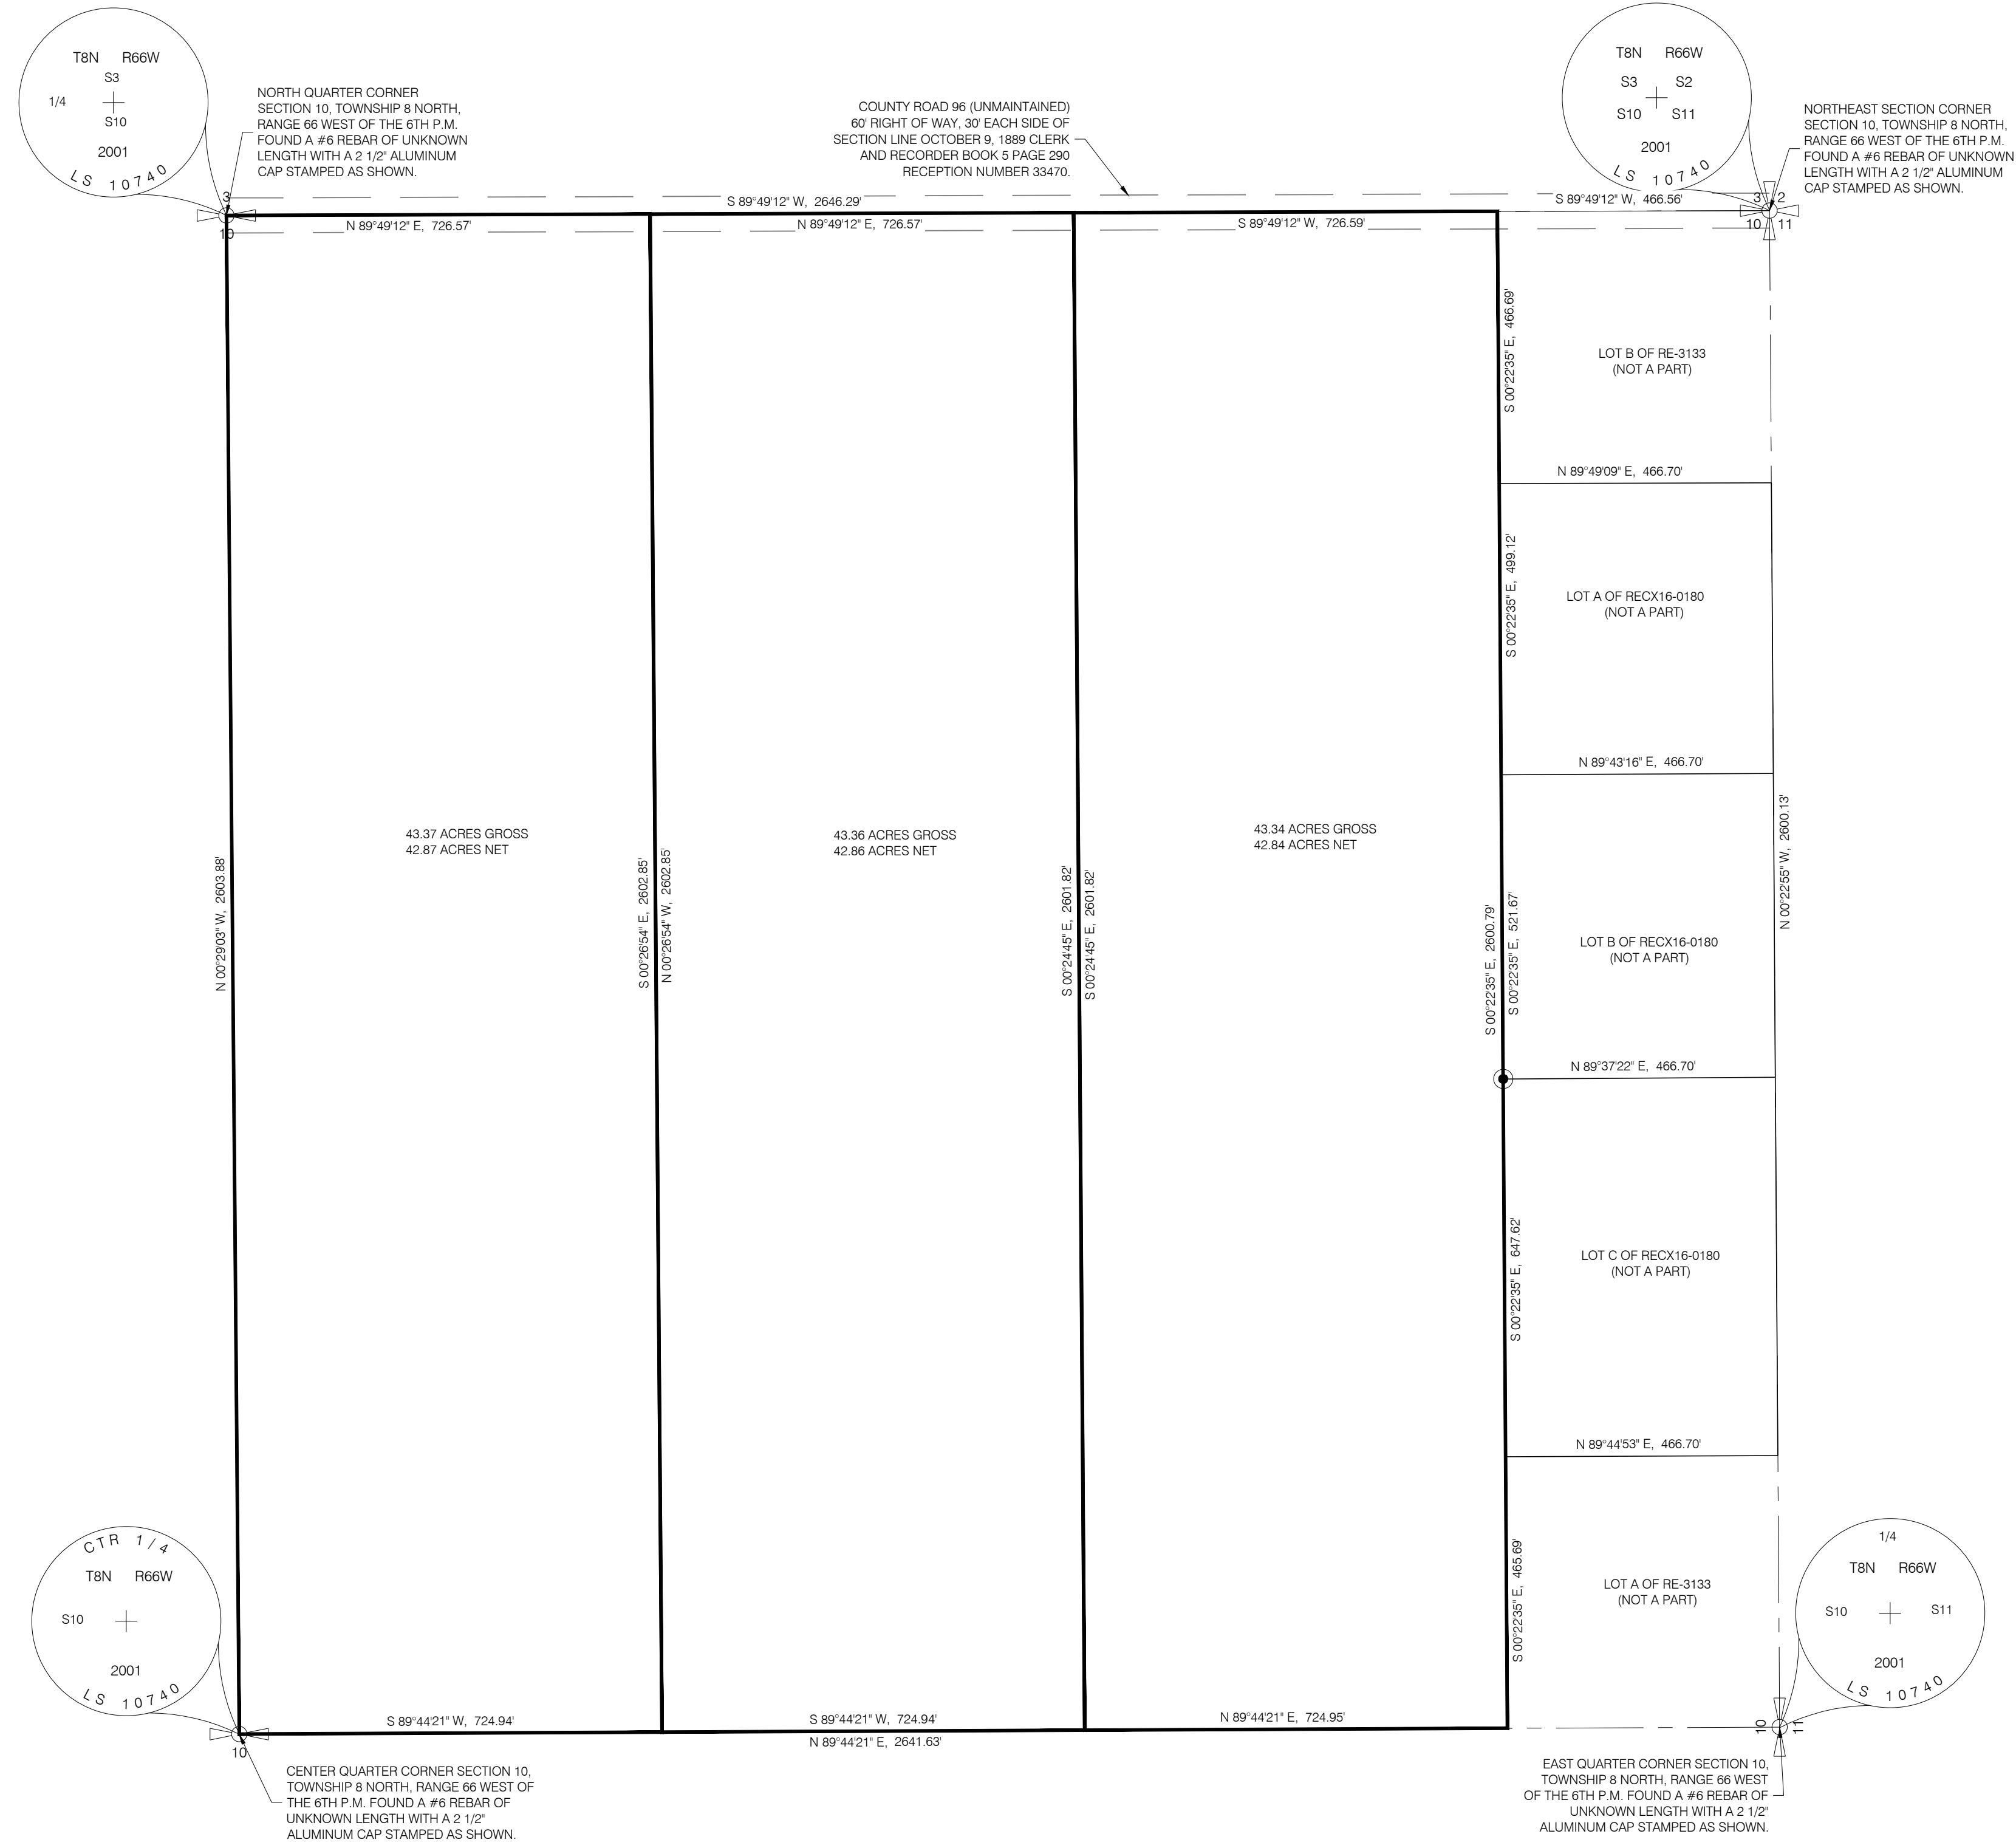 T8N R66W
S3
1/4
S10
2001
LS 10740
NORTH QUARTER CORNER
SECTION 10, TOWNSHIP 8 NORTH,
RANGE 66 WEST OF THE 6TH P.M.
FOUND A #6 REBAR OF UNKNOWN
LENGTH WITH A 2 1/2" ALUMINUM
CAP STAMPED AS SHOWN.
COUNTY ROAD 96 (UNMAINTAINED)
60' RIGHT OF WAY, 30' EACH SIDE OF
SECTION LINE OCTOBER 9, 1889 CLERK
AND RECORDER BOOK 5 PAGE 290
RECEPTION NUMBER 33470.
T8N R66W
S3 S2
S10 S11
2001
LS 10740
NORTHEAST SECTION CORNER
SECTION 10, TOWNSHIP 8 NORTH,
RANGE 66 WEST OF THE 6TH P.M.
FOUND A #6 REBAR OF UNKNOWN
LENGTH WITH A 2 1/2" ALUMINUM
CAP STAMPED AS SHOWN.
3
10
S 89°49'12" W, 2646.29'
S 89°49'12" W, 466.56'
3 2
10 11
N 89°49'12" E, 726.57'
N 89°49'12" E, 726.57'
S 89°49'12" W, 726.59'
S 00°22'35" E, 466.69'
LOT B OF RE-3133
(NOT A PART)
N 89°49'09" E, 466.70'
S 00°22'35" E, 499.12'
LOT A OF RECX16-0180
(NOT A PART)
N 89°43'16" E, 466.70'
43.37 ACRES GROSS
42.87 ACRES NET
43.36 ACRES GROSS
42.86 ACRES NET
43.34 ACRES GROSS
42.84 ACRES NET
N 00°29'03" W, 2603.88'
S 00°26'54" E, 2602.85'
N 00°26'54" W, 2602.85'
S 00°24'45" E, 2601.82'
S 00°24'45" E, 2601.82'
S 00°22'35" E, 2600.79'
S 00°22'35" E, 521.67'
N 00°22'55" W, 2600.13'
LOT B OF RECX16-0180
(NOT A PART)
N 89°37'22" E, 466.70'
S 00°22'35" E, 647.62'
LOT C OF RECX16-0180
(NOT A PART)
N 89°44'53" E, 466.70'
S 00°22'35" E, 465.69'
LOT A OF RE-3133
(NOT A PART)
CTR 1/4
T8N R66W
S10
2001
LS 10740
1/4
T8N R66W
S10 S11
2001
LS 10740
S 89°44'21" W, 724.94'
S 89°44'21" W, 724.94'
N 89°44'21" E, 724.95'
N 89°44'21" E, 2641.63'
10
10
11
CENTER QUARTER CORNER SECTION 10,
TOWNSHIP 8 NORTH, RANGE 66 WEST OF
THE 6TH P.M. FOUND A #6 REBAR OF
UNKNOWN LENGTH WITH A 2 1/2"
ALUMINUM CAP STAMPED AS SHOWN.
EAST QUARTER CORNER SECTION 10,
TOWNSHIP 8 NORTH, RANGE 66 WEST
OF THE 6TH P.M. FOUND A #6 REBAR OF
UNKNOWN LENGTH WITH A 2 1/2"
ALUMINUM CAP STAMPED AS SHOWN.